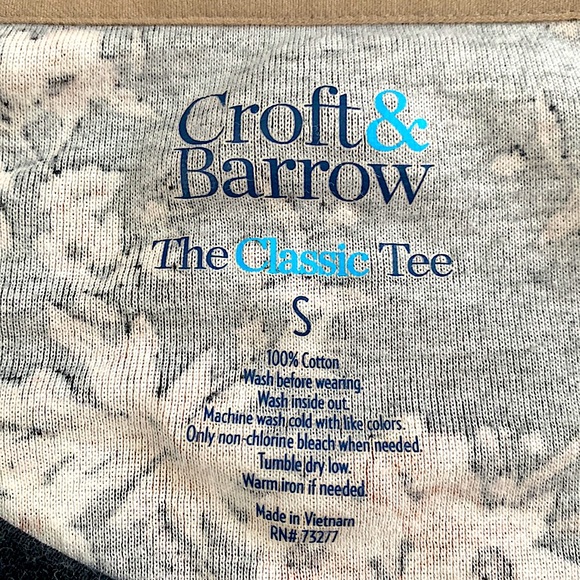 Croft&
Barrow
The Classic Tee
S
100% Cotton
Wash before wearing.
Wash inside out.
Machine wash cold with like colors.
Only non-chlorine bleach when needed.
Tumble dry low.
Warm iron if needed.
Made in Vietnam
RN# 73277